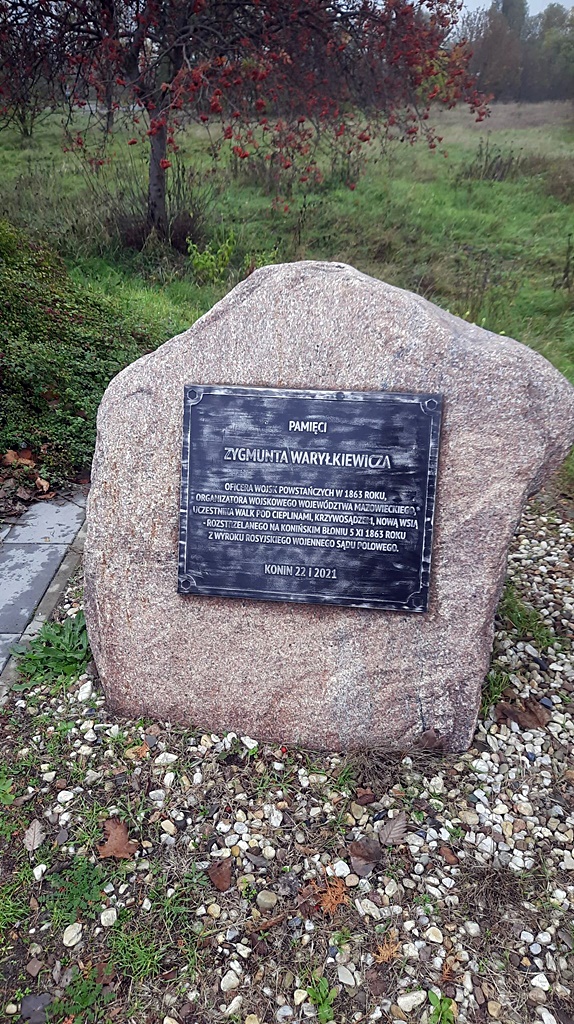 PAMIĘCI
ZYGMUNTA WARYŁKIEWICZA
OFICERA WOJSK POWSTAŃCZYCH W 1863 ROKU,
ORGANIZATORA WOJSKOWEGO WOJEWÓDZTWA MAZOWIECKIEGO,
UCZESTNIKA WALK POD CIEPLINAMI, KRZYWOSĄDZEM, NOWĄ WSIĄ
- ROZSTRZELANEGO NA KONIŃSKIM BŁONIU 5 XI 1863 ROKU
Z WYROKU ROSYJSKIEGO WOJENNEGO SĄDU POLOWEGO.
KONIN 22 I 2021